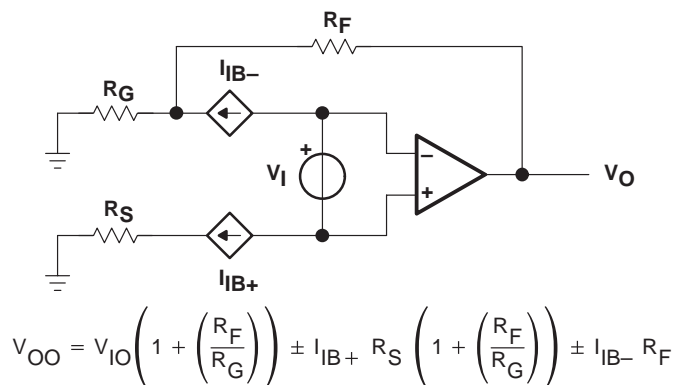 RF
IIB–
RG
+
VI
–
+
VO
RS
IIB+
VOO = VIO(1 + (RF/RG)) ± IIB+ RS (1 + (RF/RG)) ± IIB– RF